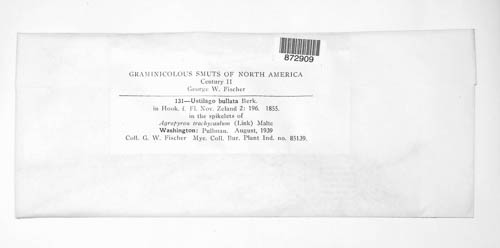 872909
GRAMINICOLOUS SMUTS OF NORTH AMERICA
Century II
George W. Fischer
131—Ustilago bullata Berk.
in Hook. f. Fl. Nov. Zeland 2: 196. 1855.
in the spikelets of
Agropyron trachycaulum (Link) Malte
Washington: Pullman. August, 1939
Coll. G. W. Fischer Myc. Coll. Bur. Plant Ind. no. 85139.